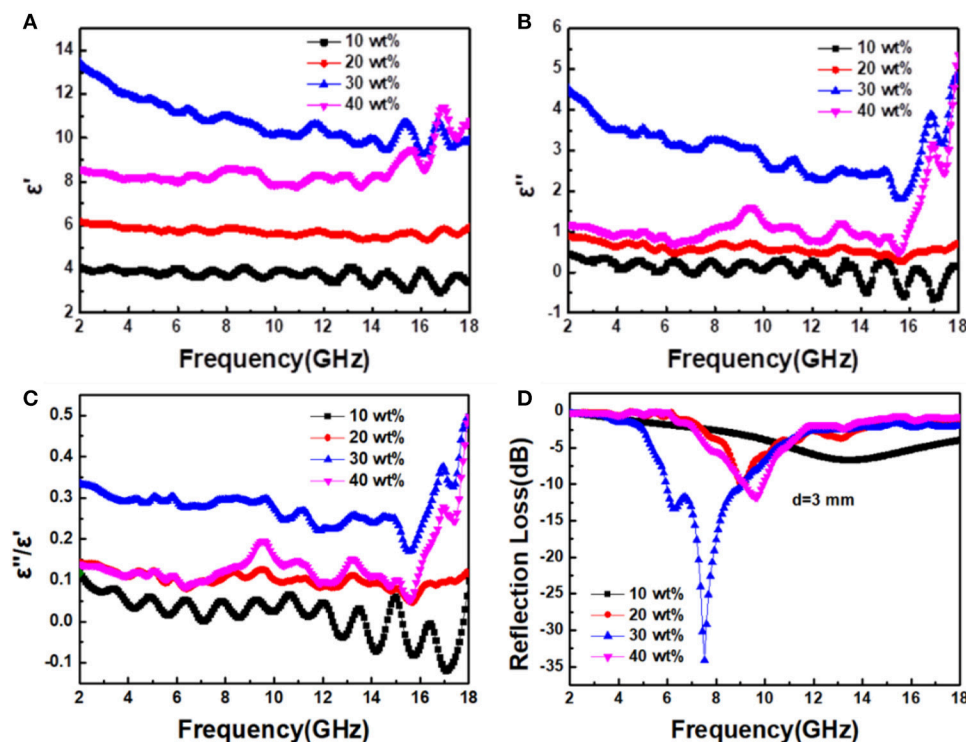 A
14
12
10
8
6
4
2
ε'
10 wt%
20 wt%
30 wt%
40 wt%
2 4 6 8 10 12 14 16 18
Frequency(GHz)
B
5
4
3
2
1
0
-1
ε''
10 wt%
20 wt%
30 wt%
40 wt%
2 4 6 8 10 12 14 16 18
Frequency(GHz)
C
0.5
0.4
0.3
0.2
0.1
0.0
-0.1
ε''/ε'
10 wt%
20 wt%
30 wt%
40 wt%
2 4 6 8 10 12 14 16 18
Frequency(GHz)
D
0
-5
-10
-15
-20
-25
-30
-35
Reflection Loss(dB)
d=3 mm
10 wt%
20 wt%
30 wt%
40 wt%
2 4 6 8 10 12 14 16 18
Frequency(GHz)